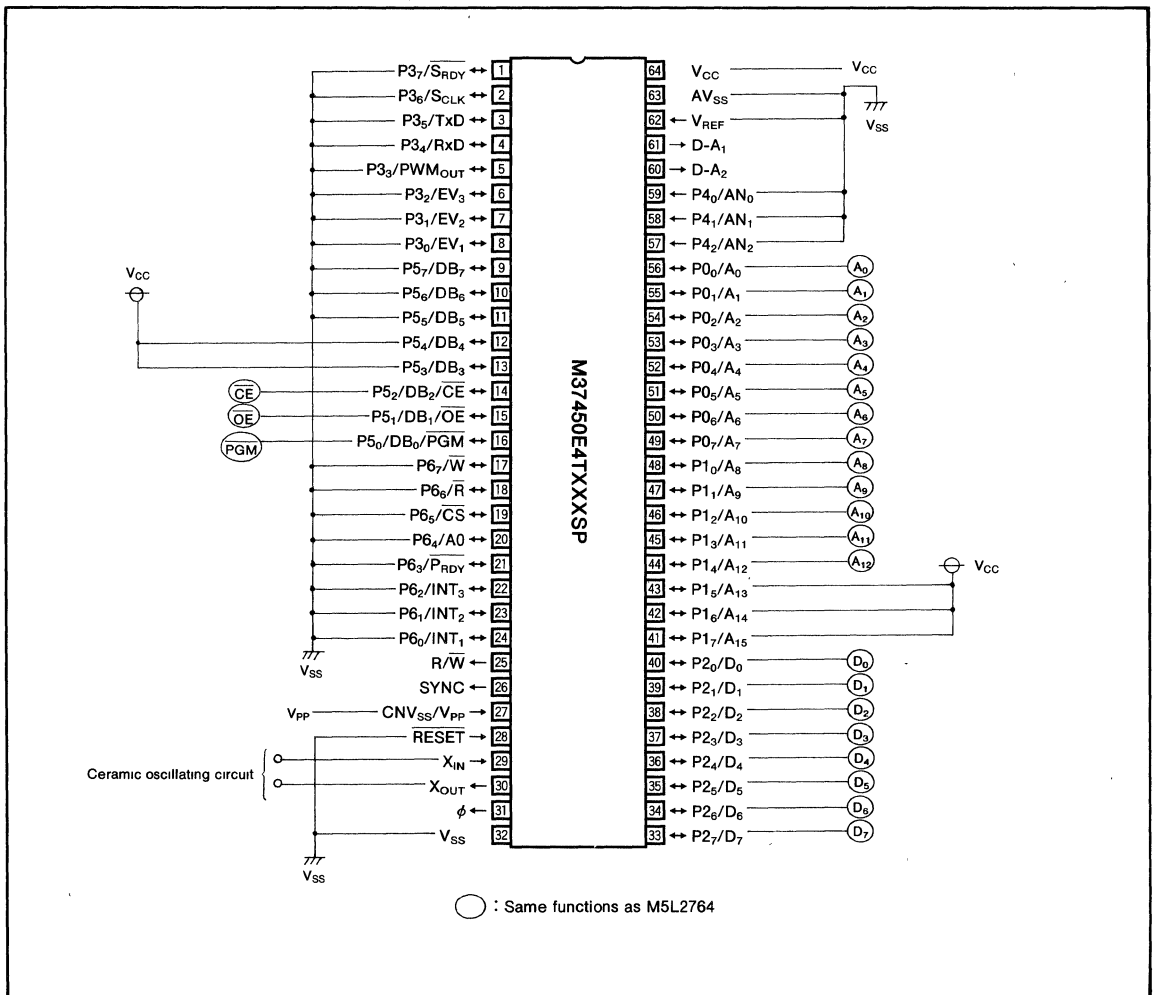 P3₇/S̅R̅D̅Y̅ ↔ 1
P3₆/SCLK ↔ 2
P3₅/TxD ↔ 3
P3₄/RxD ↔ 4
P3₃/PWMOUT ↔ 5
P3₂/EV₃ ↔ 6
P3₁/EV₂ ↔ 7
P3₀/EV₁ ↔ 8
P5₇/DB₇ ↔ 9
P5₆/DB₆ ↔ 10
P5₅/DB₅ ↔ 11
VCC
P5₄/DB₄ ↔ 12
P5₃/DB₃ ↔ 13
C̅E̅ P5₂/DB₂/C̅E̅ ↔ 14
O̅E̅ P5₁/DB₁/O̅E̅ ↔ 15
P̅G̅M̅ P5₀/DB₀/P̅G̅M̅ ↔ 16
P6₇/W̅ ↔ 17
P6₆/R̅ ↔ 18
P6₅/C̅S̅ ↔ 19
P6₄/A0 ↔ 20
P6₃/P̅R̅D̅Y̅ ↔ 21
P6₂/INT₃ ↔ 22
P6₁/INT₂ ↔ 23
P6₀/INT₁ ↔ 24
VSS
R/W̅ ← 25
SYNC ← 26
VPP CNVSS/VPP → 27
R̅E̅S̅E̅T̅ → 28
Ceramic oscillating circuit
XIN → 29
XOUT ← 30
ϕ ← 31
VSS 32
VSS
M37450E4TXXXSP
64 VCC VCC
63 AVSS
VSS
62 ← VREF
61 → D-A₁
60 → D-A₂
59 ← P4₀/AN₀
58 ← P4₁/AN₁
57 ← P4₂/AN₂
56 ↔ P0₀/A₀ A₀
55 ↔ P0₁/A₁ A₁
54 ↔ P0₂/A₂ A₂
53 ↔ P0₃/A₃ A₃
52 ↔ P0₄/A₄ A₄
51 ↔ P0₅/A₅ A₅
50 ↔ P0₆/A₆ A₆
49 ↔ P0₇/A₇ A₇
48 ↔ P1₀/A₈ A₈
47 ↔ P1₁/A₉ A₉
46 ↔ P1₂/A₁₀ A₁₀
45 ↔ P1₃/A₁₁ A₁₁
44 ↔ P1₄/A₁₂ A₁₂
VCC
43 ↔ P1₅/A₁₃
42 ↔ P1₆/A₁₄
41 ↔ P1₇/A₁₅
40 ↔ P2₀/D₀ D₀
39 ↔ P2₁/D₁ D₁
38 ↔ P2₂/D₂ D₂
37 ↔ P2₃/D₃ D₃
36 ↔ P2₄/D₄ D₄
35 ↔ P2₅/D₅ D₅
34 ↔ P2₆/D₆ D₆
33 ↔ P2₇/D₇ D₇
◯ : Same functions as M5L2764